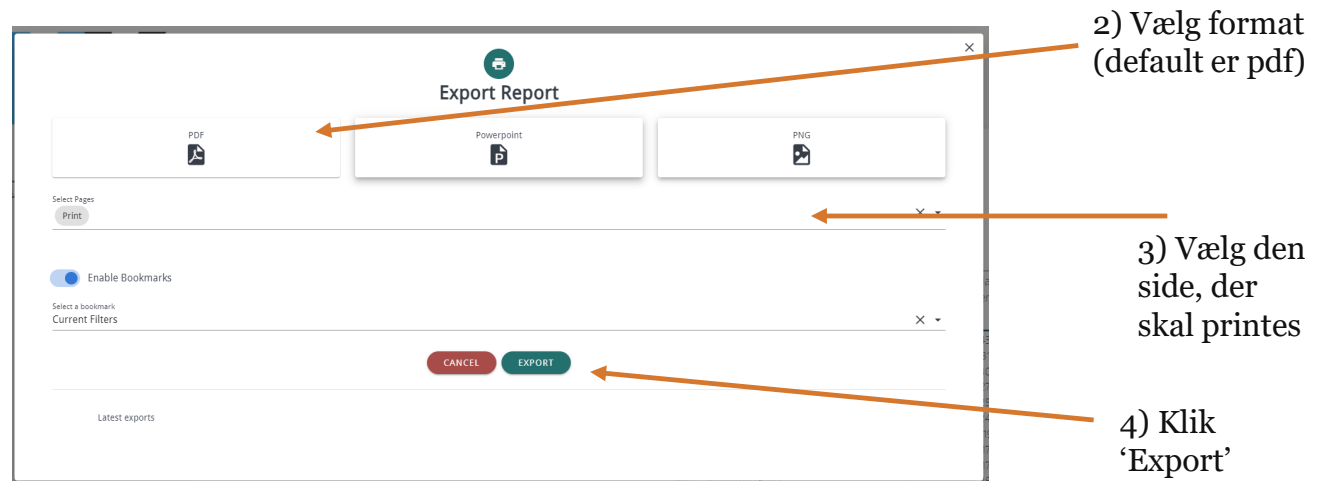 2) Vælg format
(default er pdf)
Export Report
PDF
Powerpoint
PNG
Select Pages
Print
3) Vælg den
side, der
skal printes
Enable Bookmarks
Select a bookmark
Current Filters
CANCEL
EXPORT
Latest exports
4) Klik
‘Export’